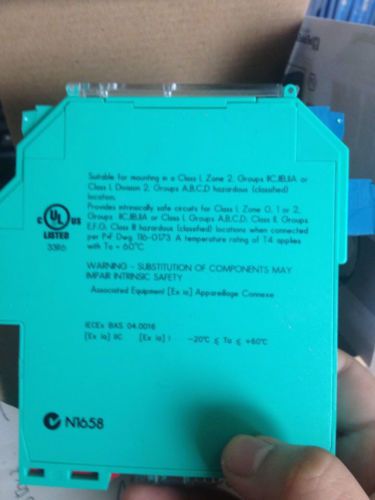 Suitable for mounting in a Class I, Zone 2, Groups IIC,IIB,IIA or
Class I, Division 2, Groups A,B,C,D hazardous (classified)
location,
Provides intrinsically safe circuits for Class I, Zone 0, 1 or 2,
Groups IIC,IIB,IIA or Class I, Groups A,B,C,D; Class II, Groups
E,F,G; Class III hazardous (classified) locations when connected
per P+F Dwg. 116-0173. A temperature rating of T4 applies
with Ta = 60°C.
C UL US
LISTED
33R6
WARNING - SUBSTITUTION OF COMPONENTS MAY
IMPAIR INTRINSIC SAFETY
Associated Equipment [Ex ia] Appareillage Connexe
IECEx BAS 04.0016
[Ex ia] IIC [Ex ia] I -20°C ≤ Ta ≤ +60°C
N1658